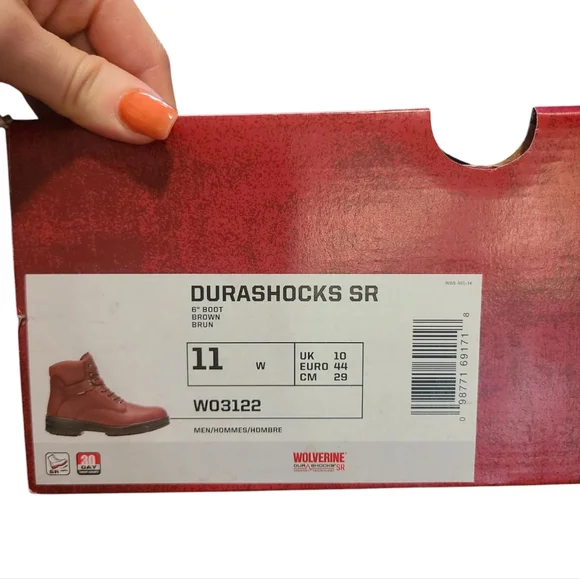 DURASHOCKS SR
6" BOOT
BROWN
BRUN
11 W
UK 10
EURO 44
CM 29
W03122
MEN/HOMMES/HOMBRE
0 98771 69171 8
SR
30
DAY
WOLVERINE
DURASHOCKS SR